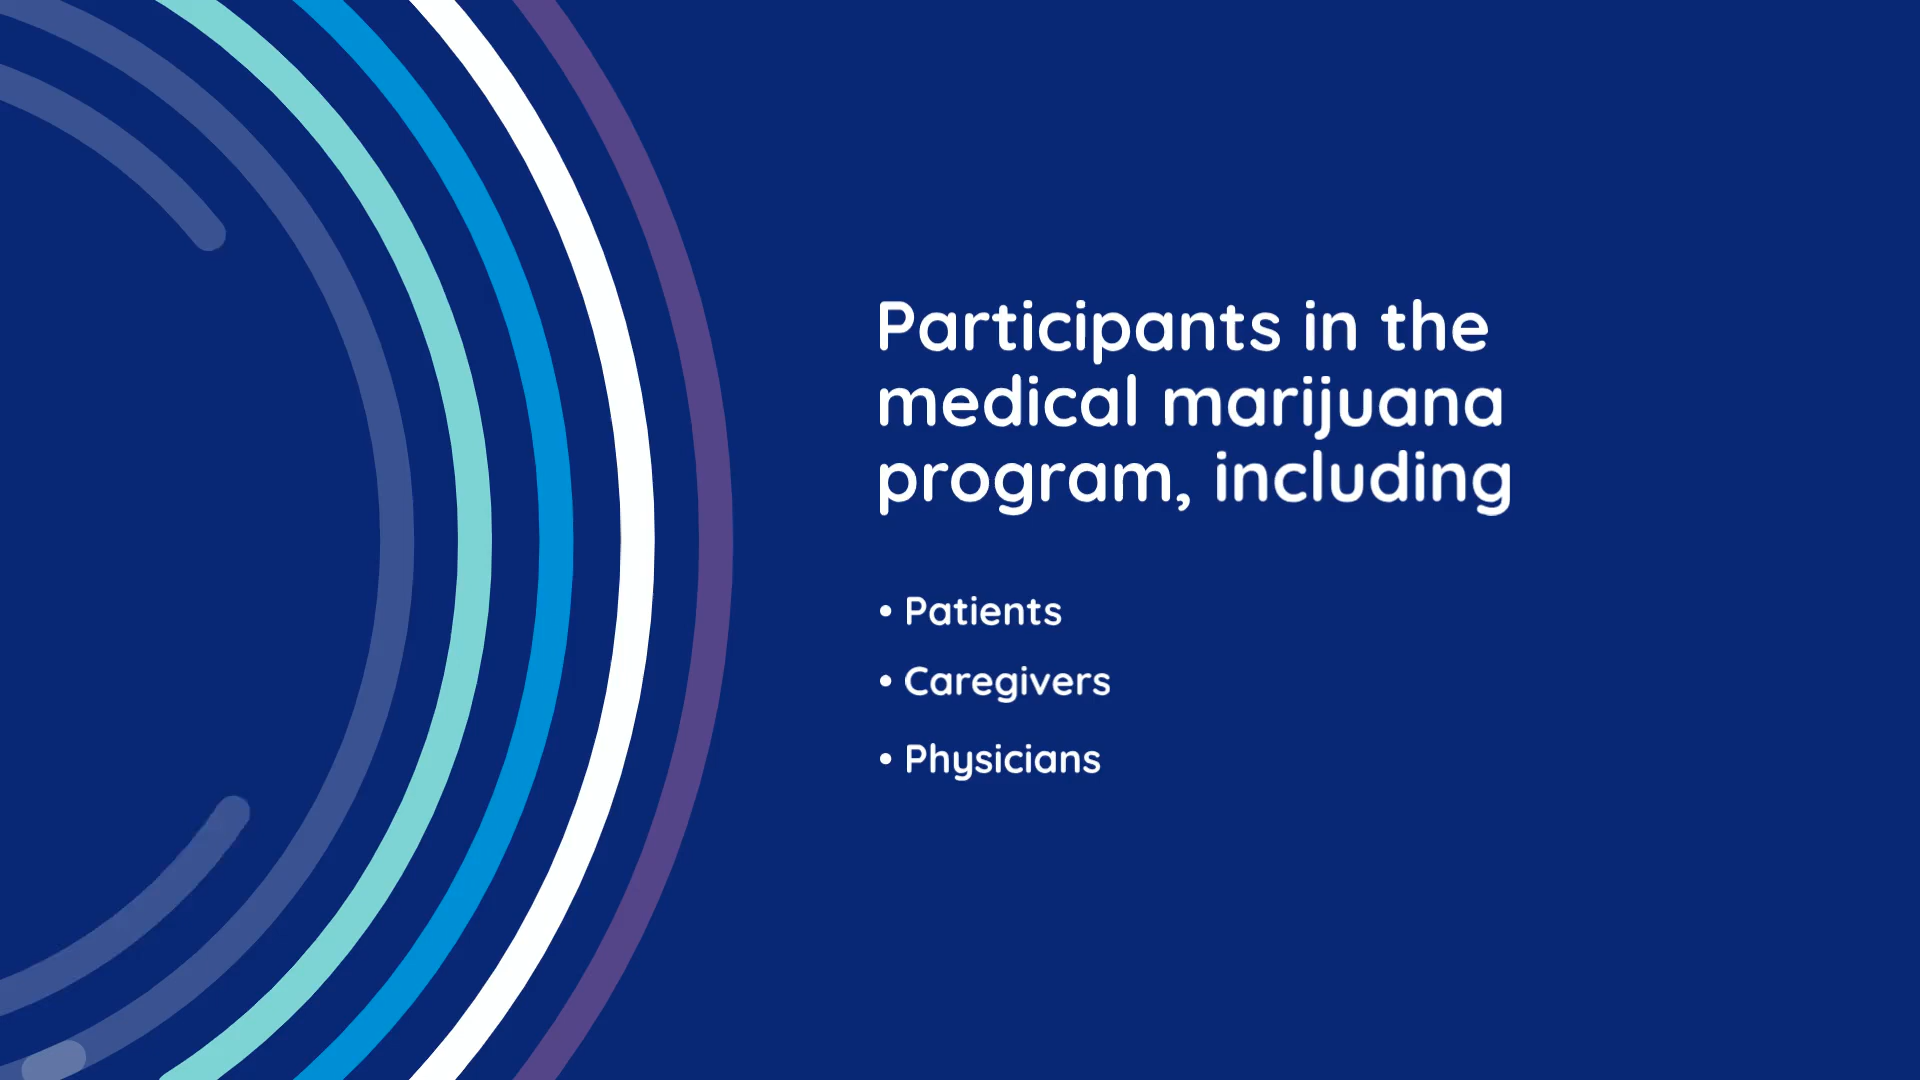 Participants in the
medical marijuana
program, including
• Patients
• Caregivers
• Physicians